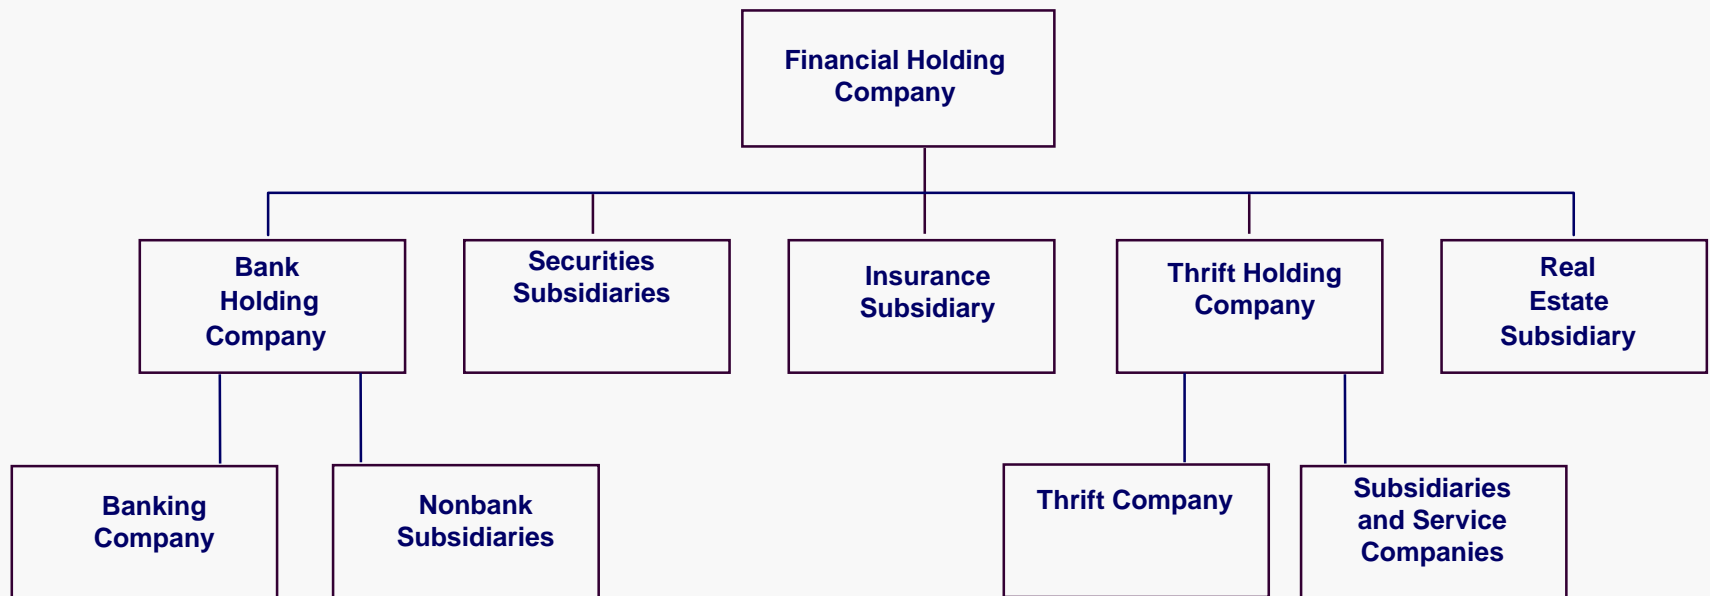 Financial Holding
Company
Bank
Holding
Company
Securities
Subsidiaries
Insurance
Subsidiary
Thrift Holding
Company
Real
Estate
Subsidiary
Banking
Company
Nonbank
Subsidiaries
Thrift Company
Subsidiaries
and Service
Companies